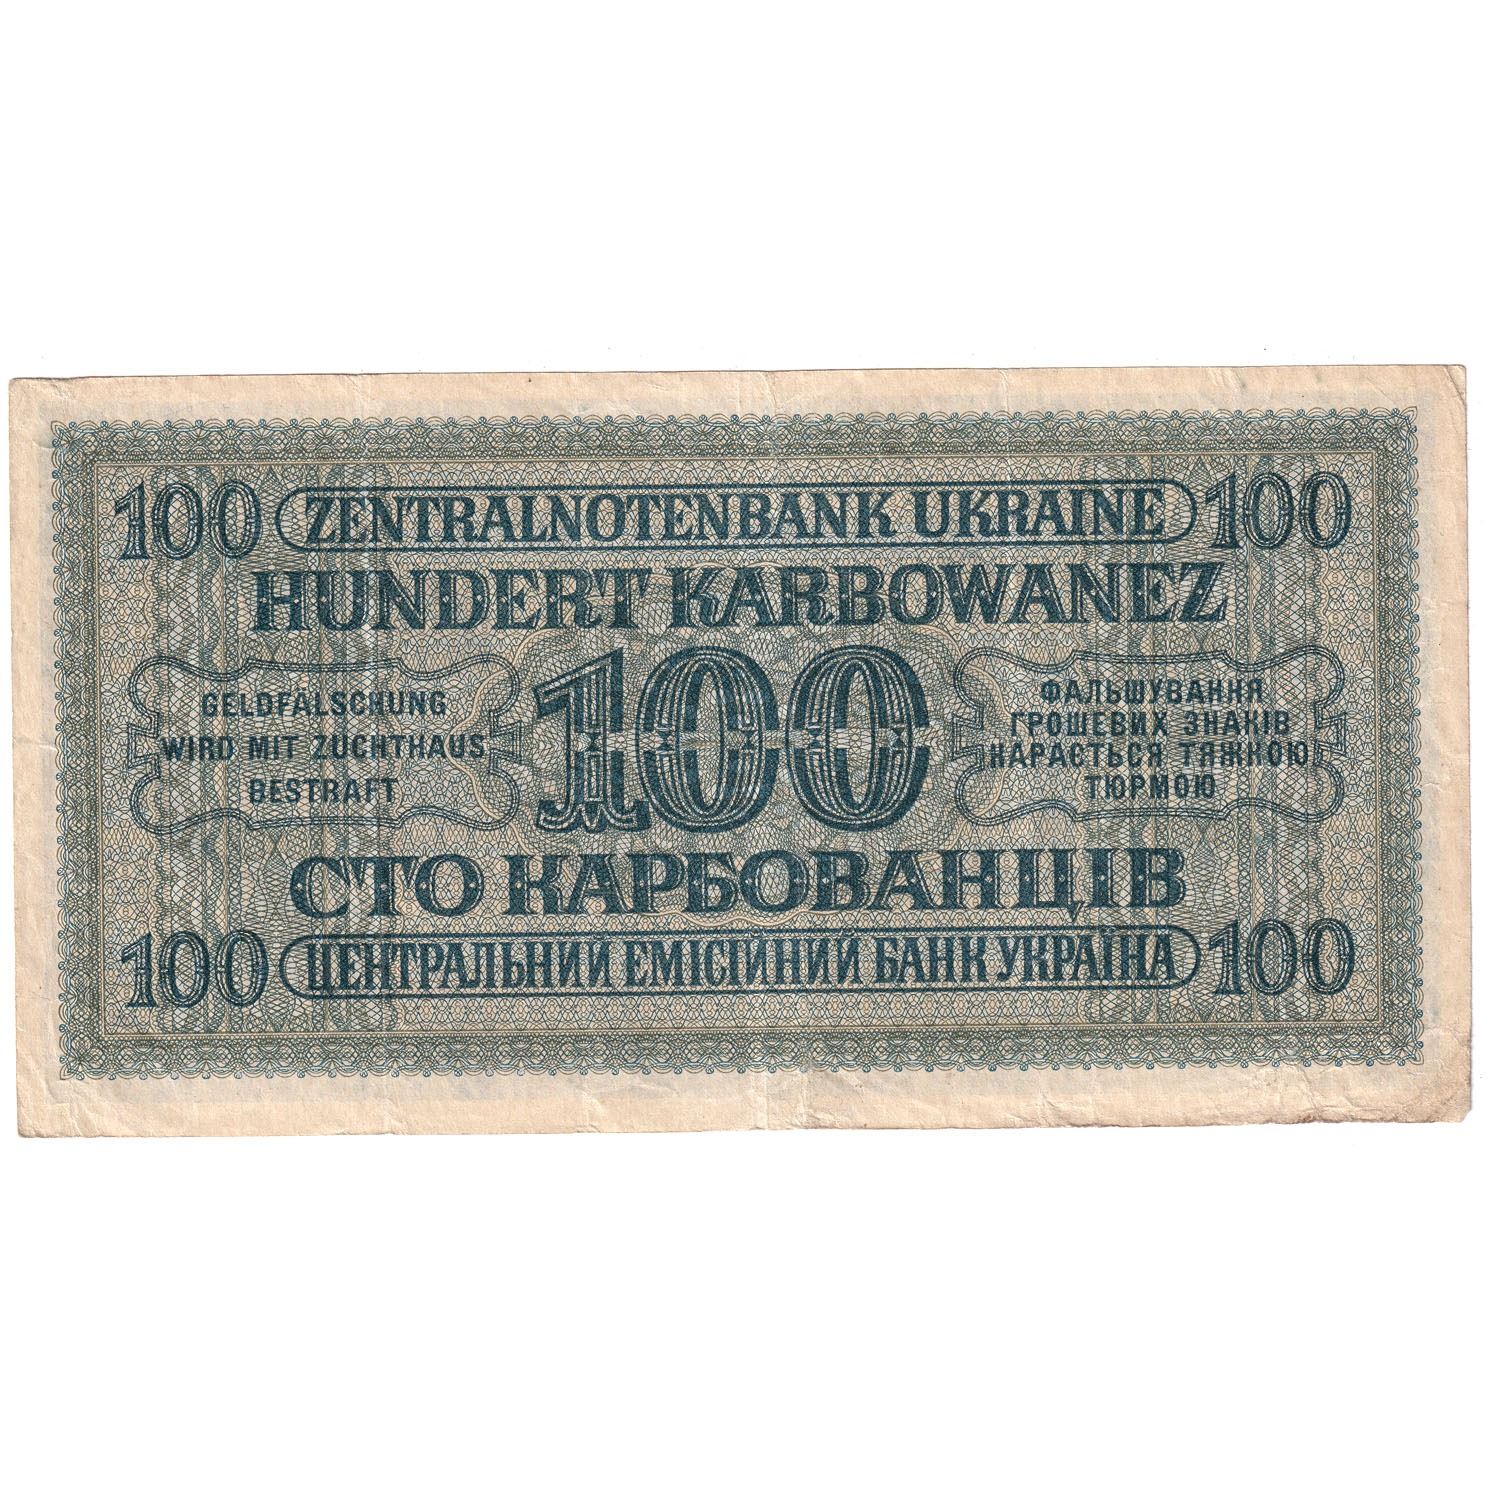 100 ZENTRALNOTENBANK UKRAINE 100
HUNDERT KARBOWANEZ
GELDFÄLSCHUNG
WIRD MIT ZUCHTHAUS
BESTRAFT
100
ФАЛЬШУВАННЯ
ГРОШЕВИХ ЗНАКІВ
КАРАЄТЬСЯ ТЯЖКОЮ
ТЮРМОЮ
СТО КАРБОВАНЦІВ
100 ЦЕНТРАЛЬНИЙ ЕМІСІЙНИЙ БАНК УКРАЇНА 100